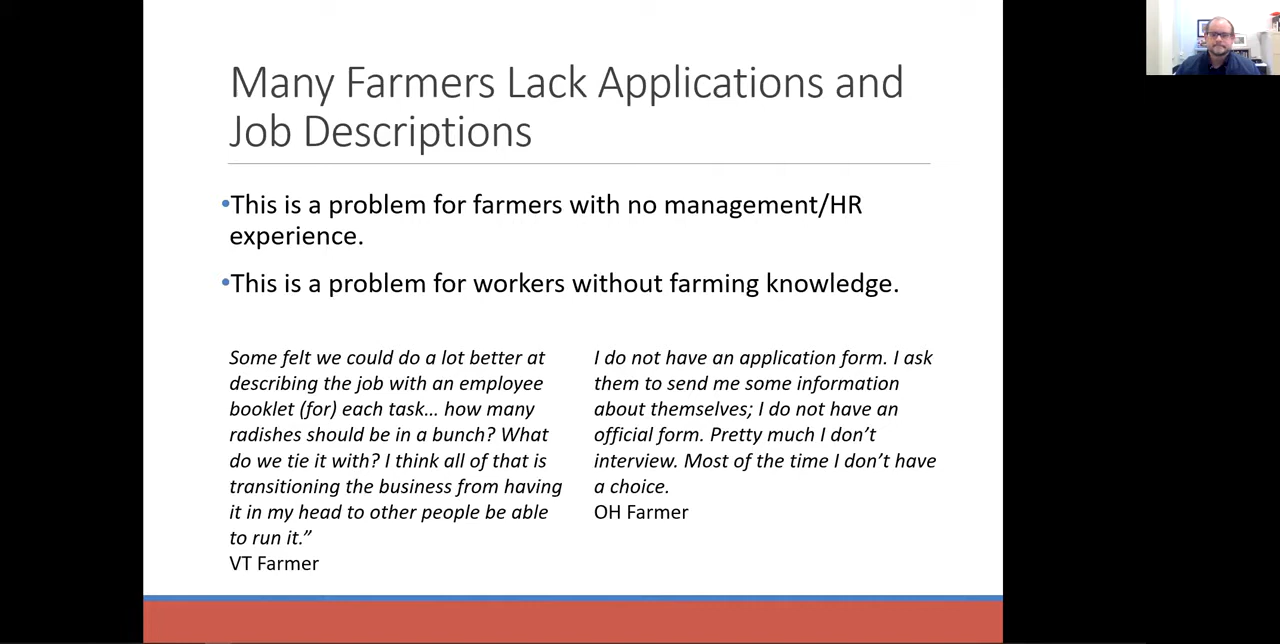 Many Farmers Lack Applications and
Job Descriptions
•This is a problem for farmers with no management/HR
experience.
•This is a problem for workers without farming knowledge.
Some felt we could do a lot better at
describing the job with an employee
booklet (for) each task… how many
radishes should be in a bunch? What
do we tie it with? I think all of that is
transitioning the business from having
it in my head to other people be able
to run it.”
VT Farmer
I do not have an application form. I ask
them to send me some information
about themselves; I do not have an
official form. Pretty much I don’t
interview. Most of the time I don’t have
a choice.
OH Farmer